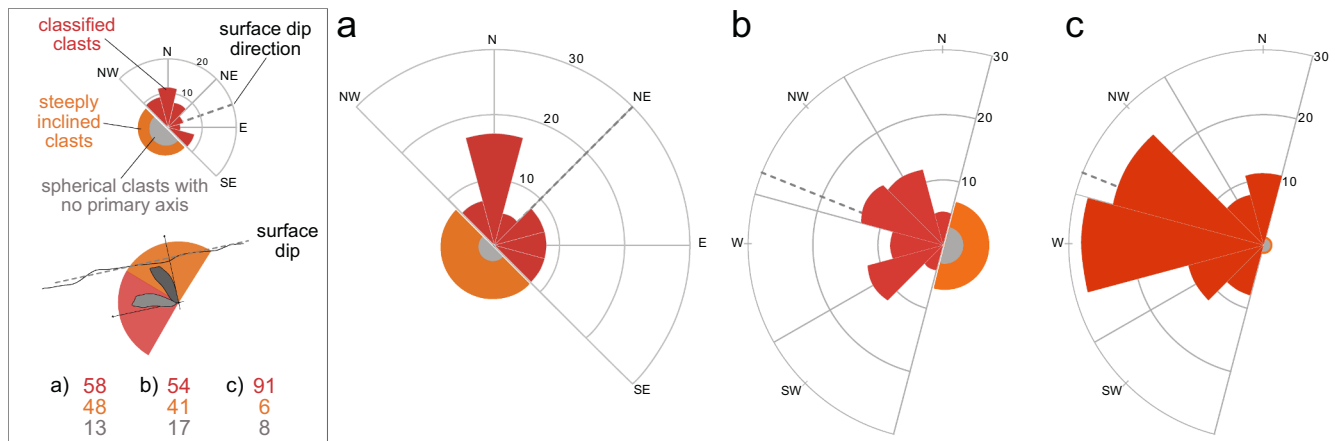 classified
clasts
surface dip
direction
N
20
NW
NE
10
steeply
inclined
clasts
E
spherical clasts with
no primary axis
SE
surface
dip
a) 58 b) 54 c) 91
48 41 6
13 17 8
a
N
30
NW
NE
20
10
E
SE
b
N
30
NW
20
10
W
SW
c
N
30
NW
20
10
W
SW